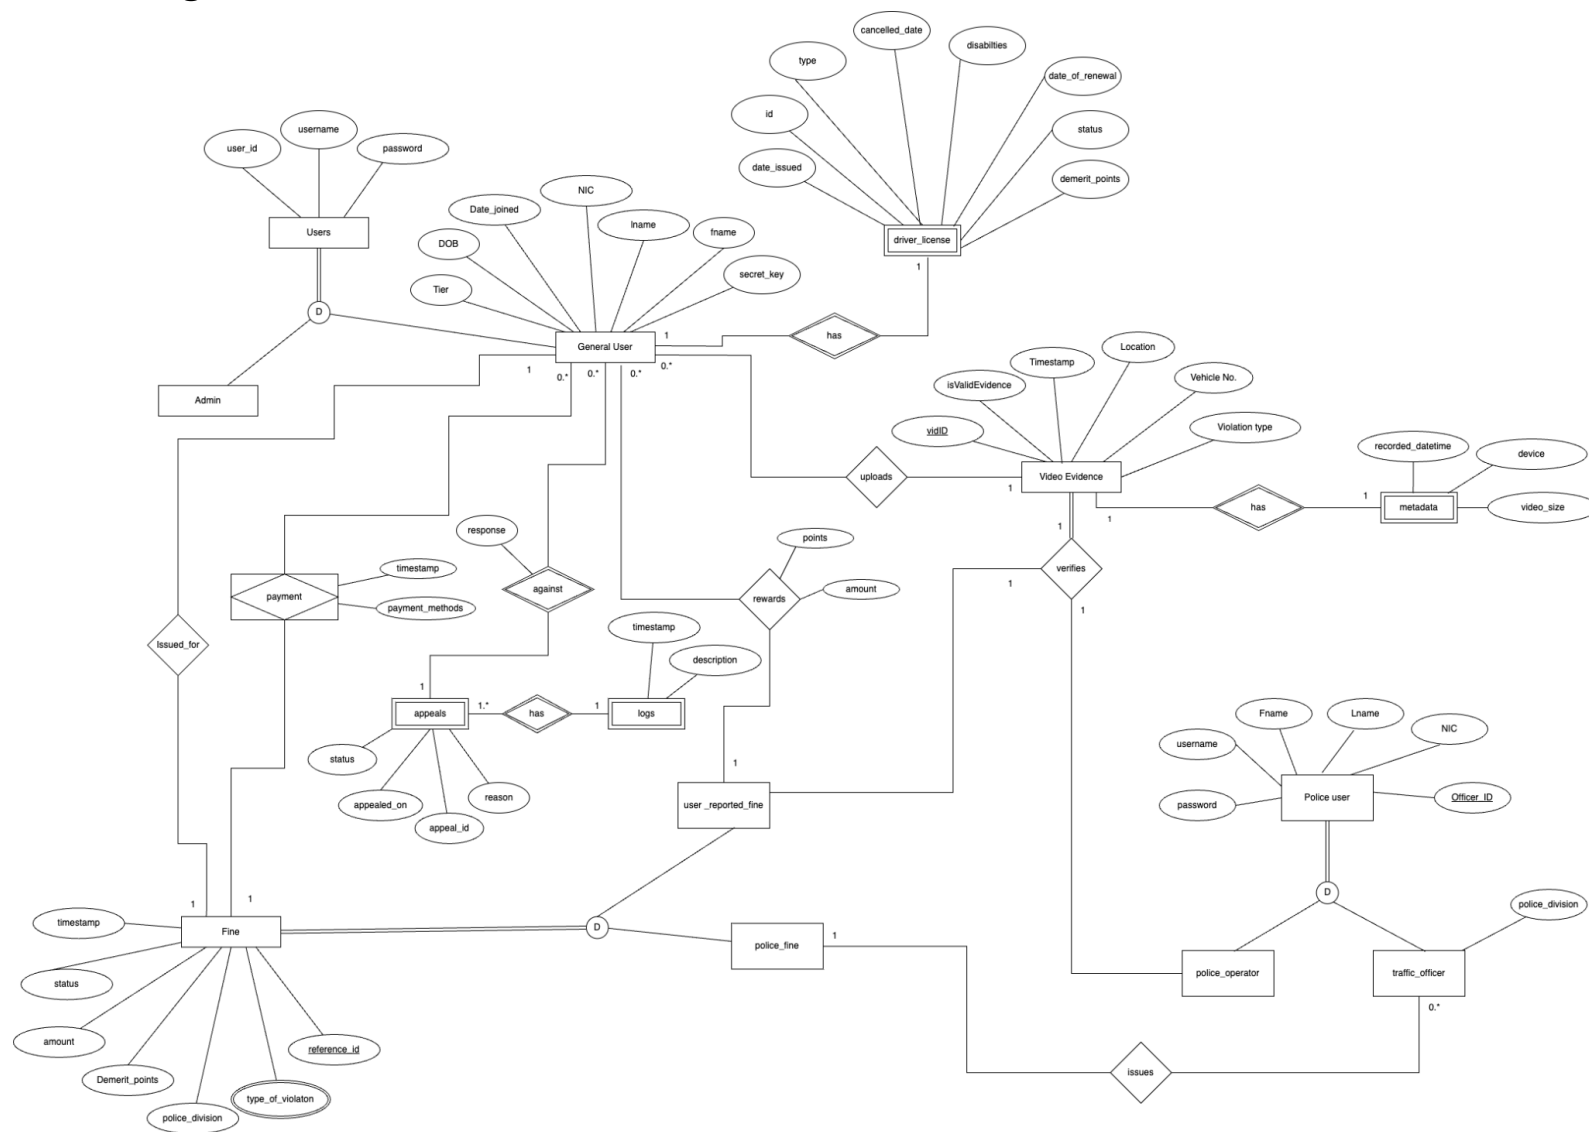 cancelled_date
disabilties
type
date_of_renewal
id
status
date_issued
demerit_points
driver_license
1
username
user_id
password
Users
D
Admin
NIC
Date_joined
lname
fname
DOB
secret_key
Tier
General User
1
has
1
0.*
0.*
0.*
0.*
Location
Timestamp
Vehicle No.
isValidEvidence
vidID
Violation type
Video Evidence
uploads
1
1
1
has
1
recorded_datetime
device
metadata
video_size
verifies
1
1
points
amount
rewards
response
against
timestamp
payment_methods
payment
Issued_for
timestamp
description
1
appeals
1.*
has
1
logs
status
appealed_on
reason
appeal_id
1
user _reported_fine
Fname
Lname
username
NIC
Police user
password
Officer_ID
D
police_division
police_operator
traffic_officer
0.*
1
1
timestamp
Fine
D
police_fine
1
status
amount
Demerit_points
police_division
type_of_violaton
reference_id
issues